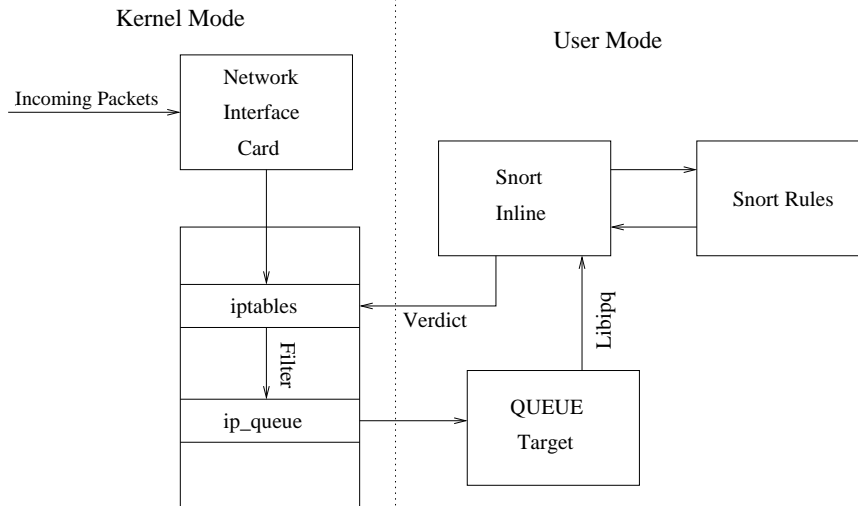 Kernel Mode
User Mode
Incoming Packets
Network
Interface
Card
Snort
Inline
Snort Rules
iptables
Verdict
Filter
Libipq
ip_queue
QUEUE
Target